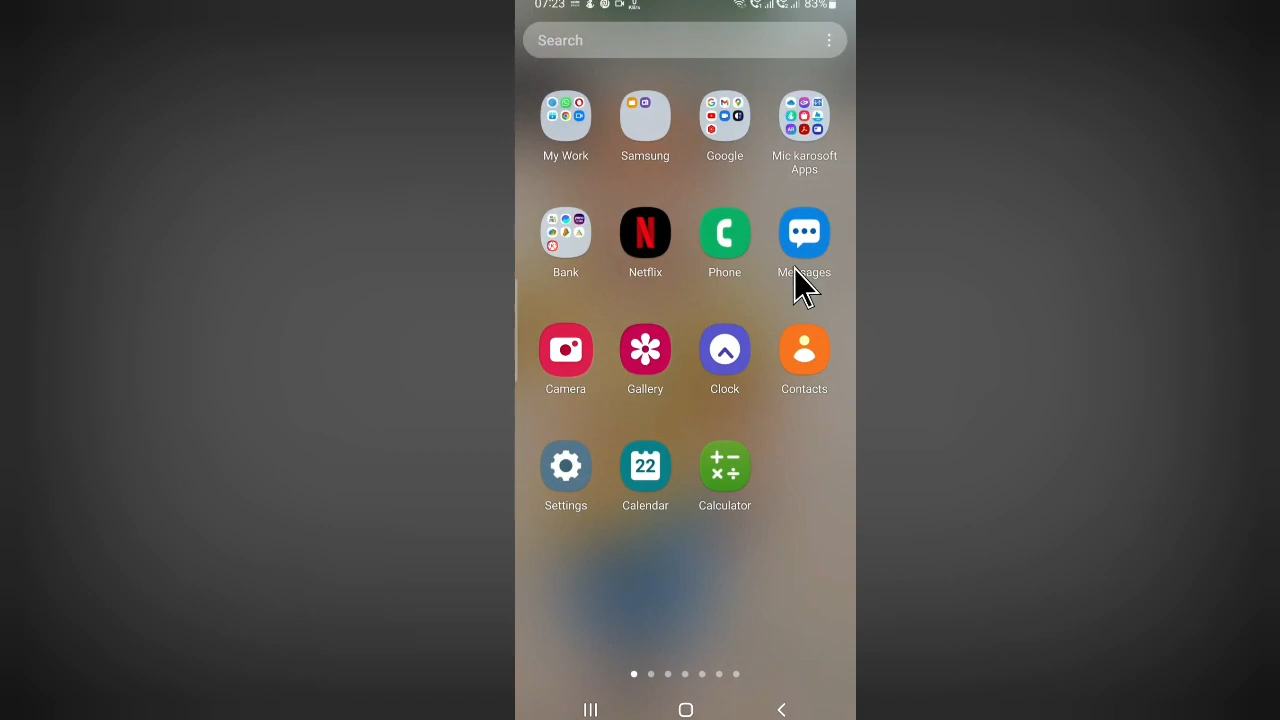 07:23 83%
Search
My Work Samsung Google Mic karosoft
Apps
Bank Netflix Phone Messages
Camera Gallery Clock Contacts
22
Settings Calendar Calculator